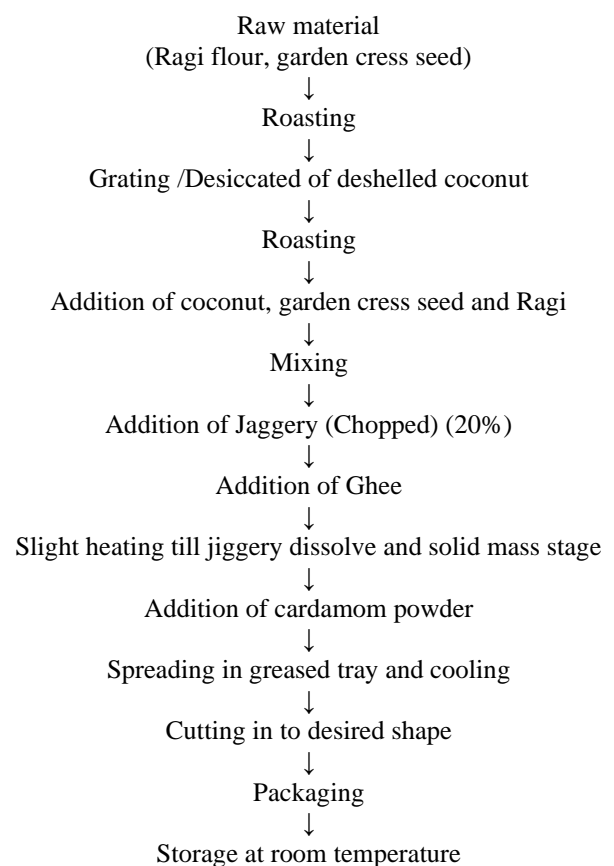 Raw material
(Ragi flour, garden cress seed)
↓
Roasting
↓
Grating /Desiccated of deshelled coconut
↓
Roasting
↓
Addition of coconut, garden cress seed and Ragi
↓
Mixing
↓
Addition of Jaggery (Chopped) (20%)
↓
Addition of Ghee
↓
Slight heating till jiggery dissolve and solid mass stage
↓
Addition of cardamom powder
↓
Spreading in greased tray and cooling
↓
Cutting in to desired shape
↓
Packaging
↓
Storage at room temperature